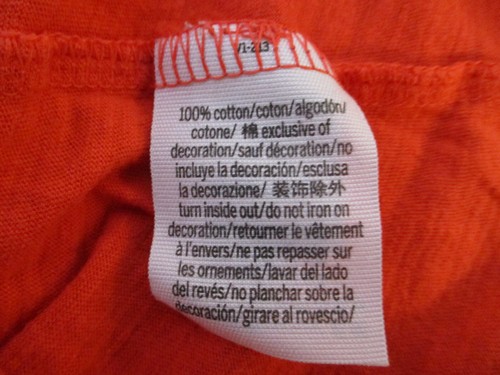 V1-213
100% cotton/coton/algodón/
cotone/ 棉 exclusive of
decoration/sauf décoration/no
incluye la decoración/esclusa
la decorazione/ 装饰除外
turn inside out/do not iron on
decoration/retourner le vêtement
à l'envers/ne pas repasser sur
les ornements/lavar del lado
del revés/no planchar sobre la
decoración/girare al rovescio/